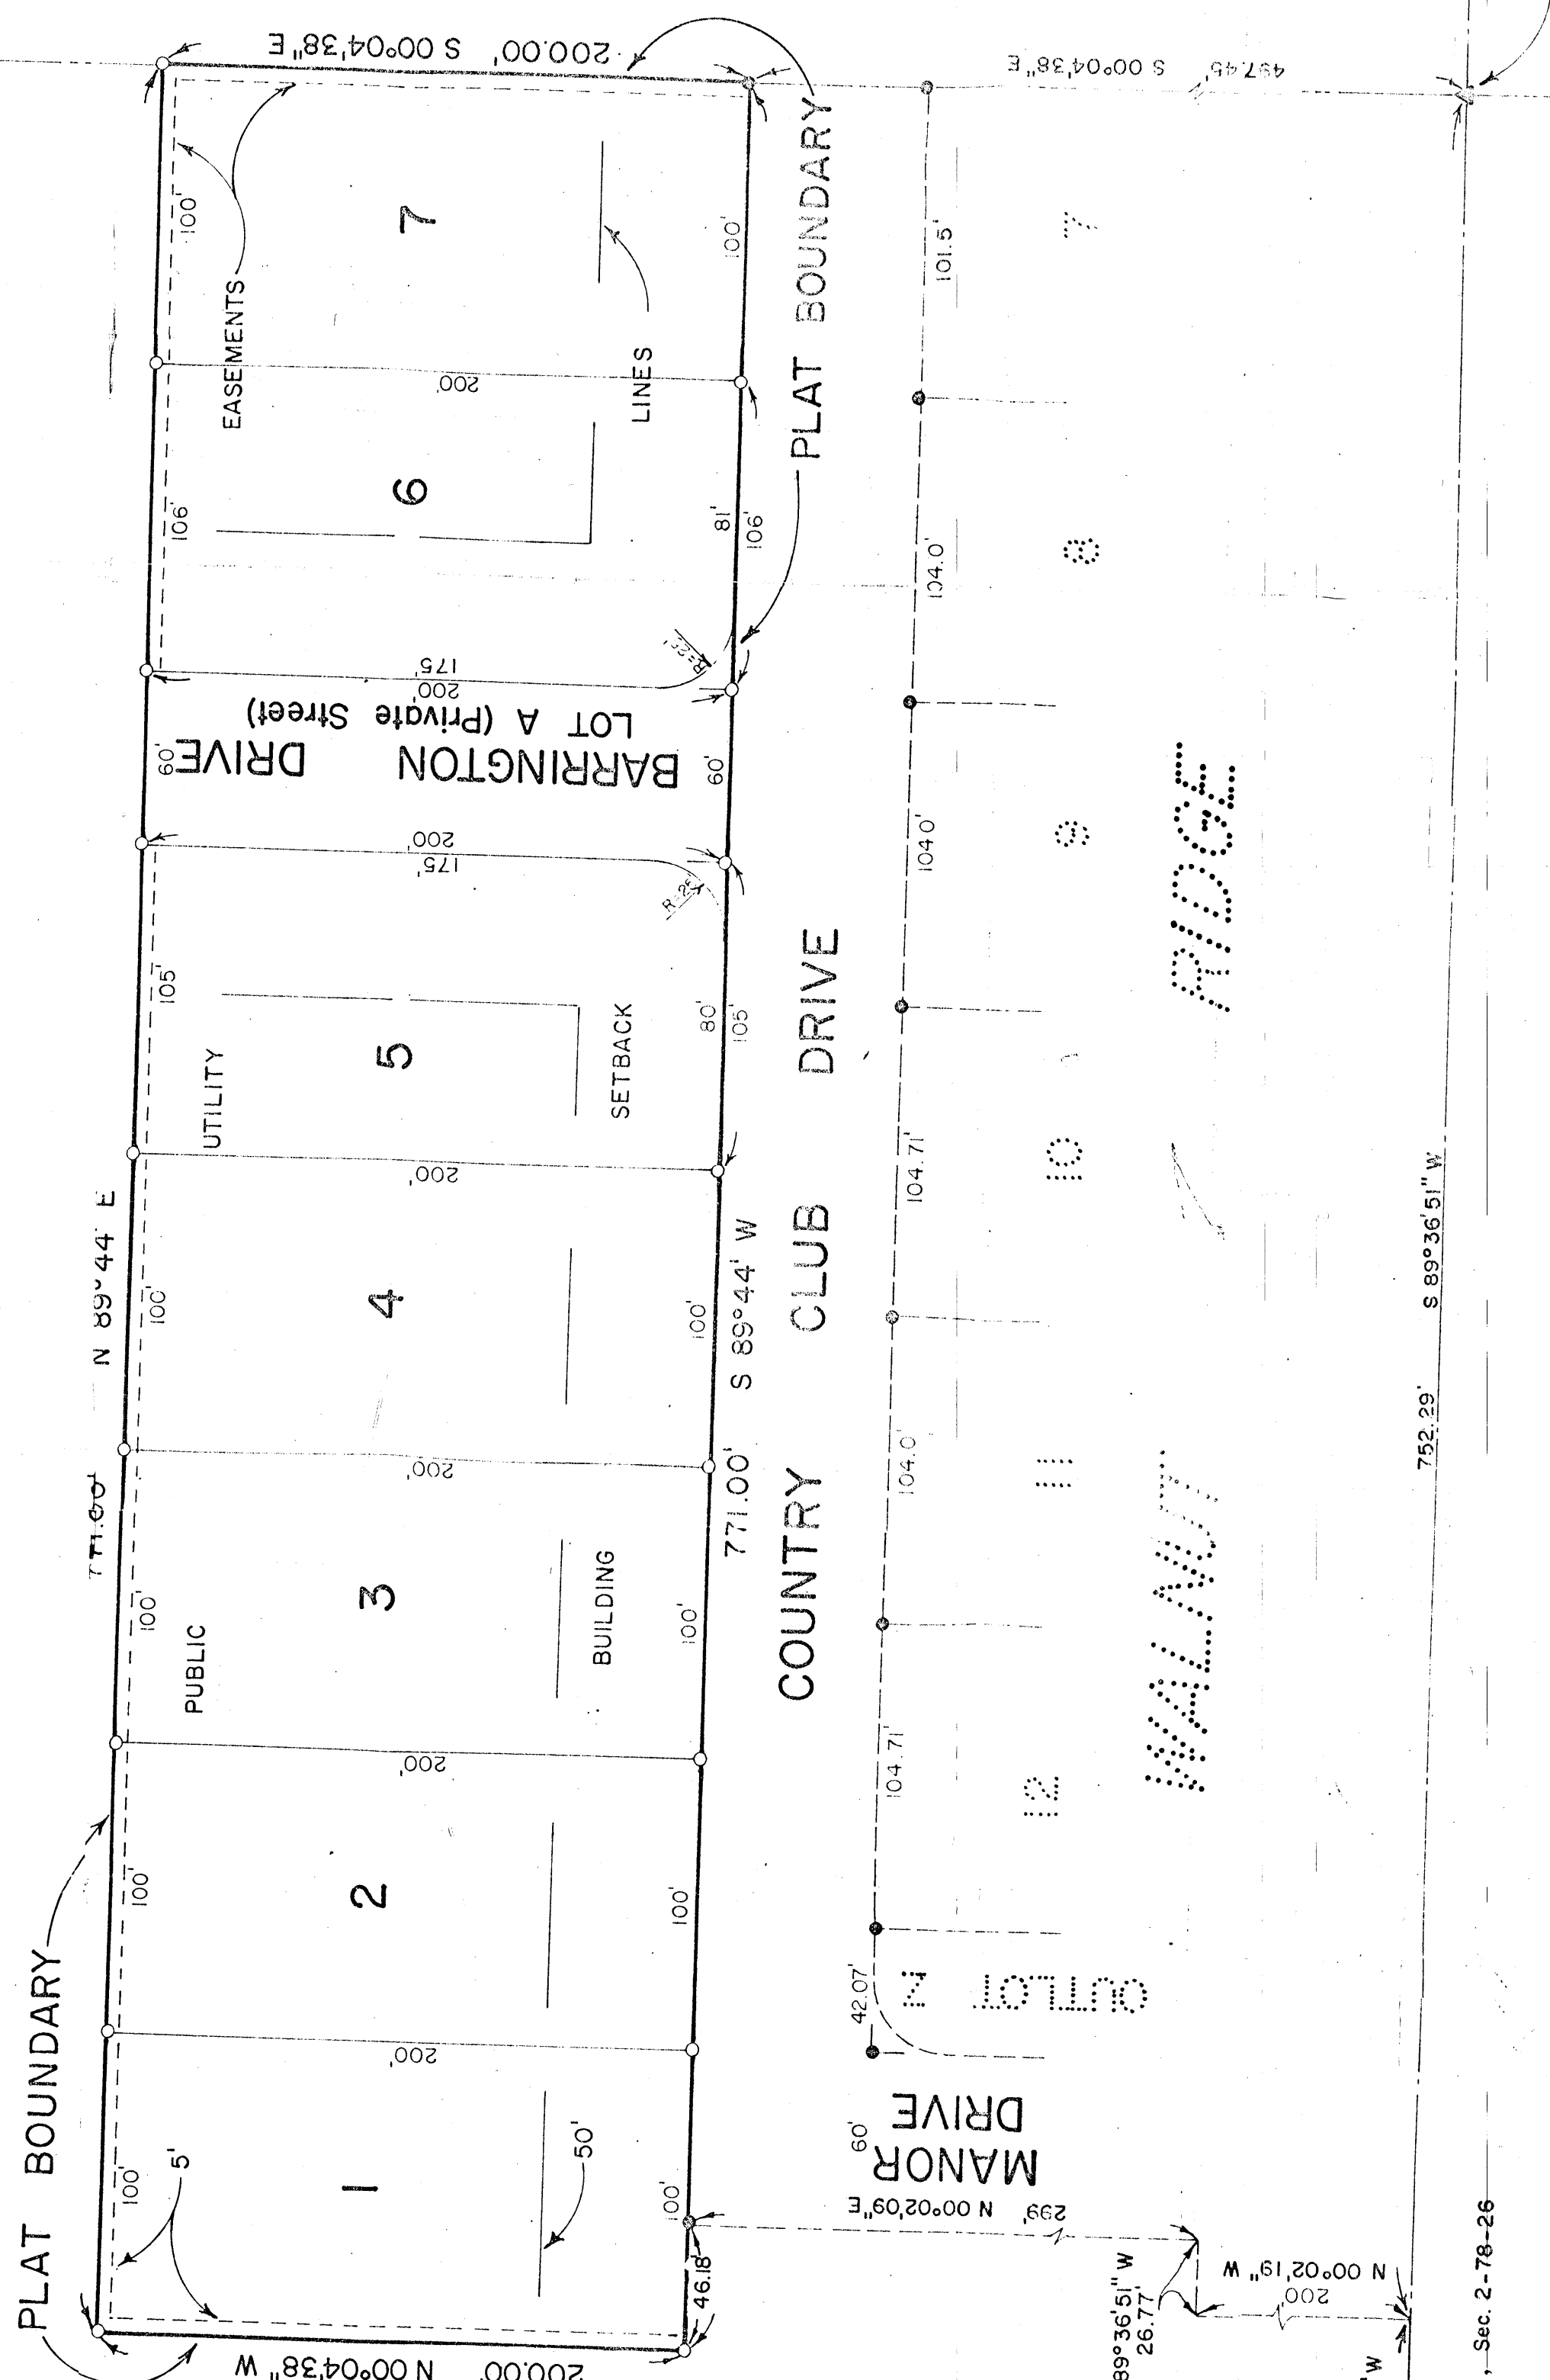 PLAT BOUNDARY
N 89°44' E
771.00'
S 00°04'38" E
200.00'
N 00°04'38" W
200.00'
EASEMENTS
UTILITY
PUBLIC
5'
100'
100'
100'
100'
105'
60'
106'
100'
1
2
3
4
5
6
7
200'
200'
200'
200'
175'
200'
BARRINGTON DRIVE
LOT A (Private Street)
200'
175'
200'
BUILDING
SETBACK
LINES
50'
46.18'
100'
100'
100'
100'
80'
105'
60'
81'
106'
100'
771.00'
S 89°44' W
PLAT BOUNDARY
COUNTRY CLUB DRIVE
42.07'
104.71'
104.0'
104.71'
104.0'
104.0'
101.5'
S 00°04'38" E
497.45'
MANOR
DRIVE
60'
OUTLOT Z
12
11
10
9
8
7
WALNUT RIDGE
N 00°02'09" E
299'
89°36'51" W
26.77'
N 00°02'19" W
200'
752.29'
S 89°36'51" W
, Sec. 2-78-26